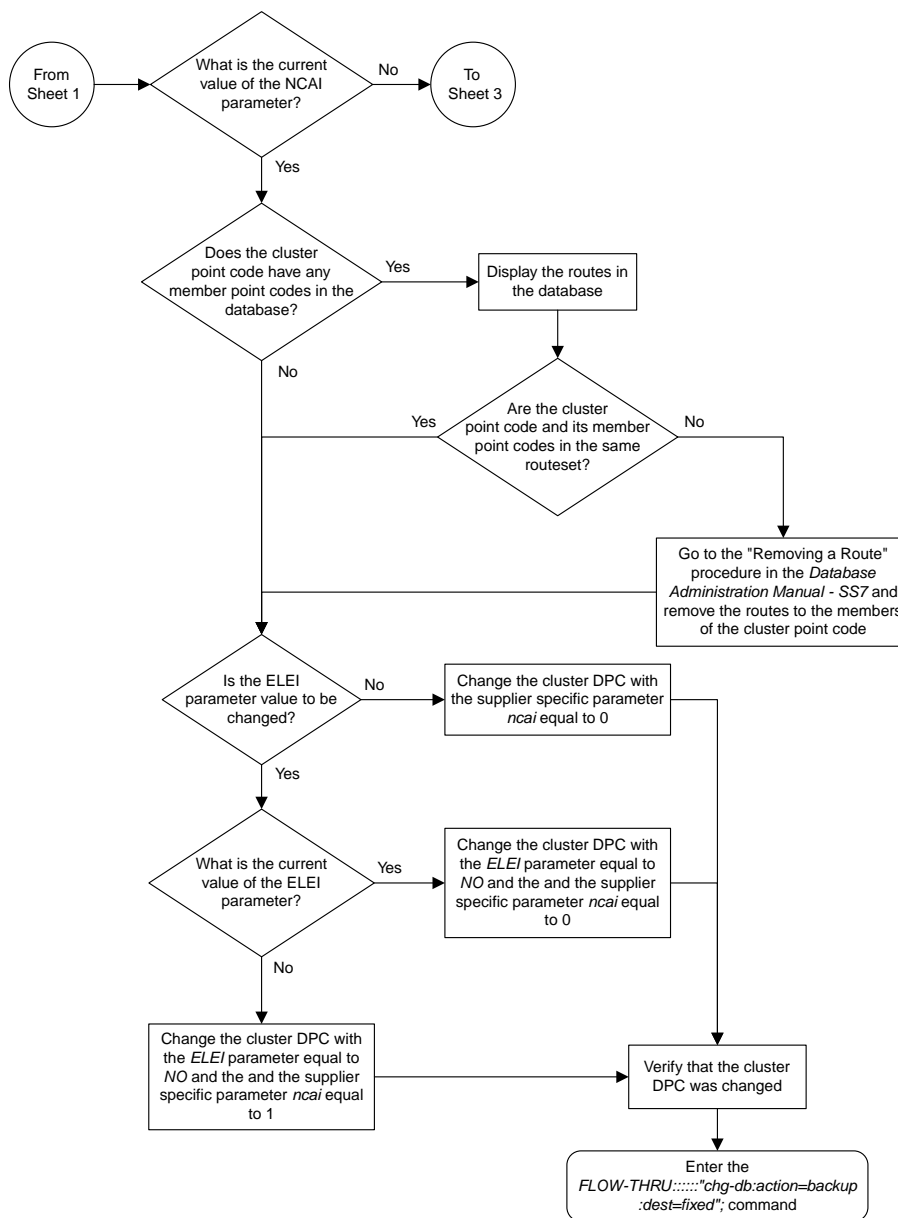 From
Sheet 1
What is the current
value of the NCAI
parameter?
No
To
Sheet 3
Yes
Does the cluster
point code have any
member point codes in the
database?
Yes
Display the routes in
the database
No
Are the cluster
point code and its member
point codes in the same
routeset?
Yes
No
Go to the "Removing a Route"
procedure in the Database
Administration Manual - SS7 and
remove the routes to the members
of the cluster point code
Is the ELEI
parameter value to be
changed?
No
Change the cluster DPC with
the supplier specific parameter
ncai equal to 0
Yes
What is the current
value of the ELEI
parameter?
Yes
Change the cluster DPC with
the ELEI parameter equal to
NO and the and the supplier
specific parameter ncai equal
to 0
No
Change the cluster DPC with
the ELEI parameter equal to
NO and the and the supplier
specific parameter ncai equal
to 1
Verify that the cluster
DPC was changed
Enter the
FLOW-THRU::::::"chg-db:action=backup
:dest=fixed"; command